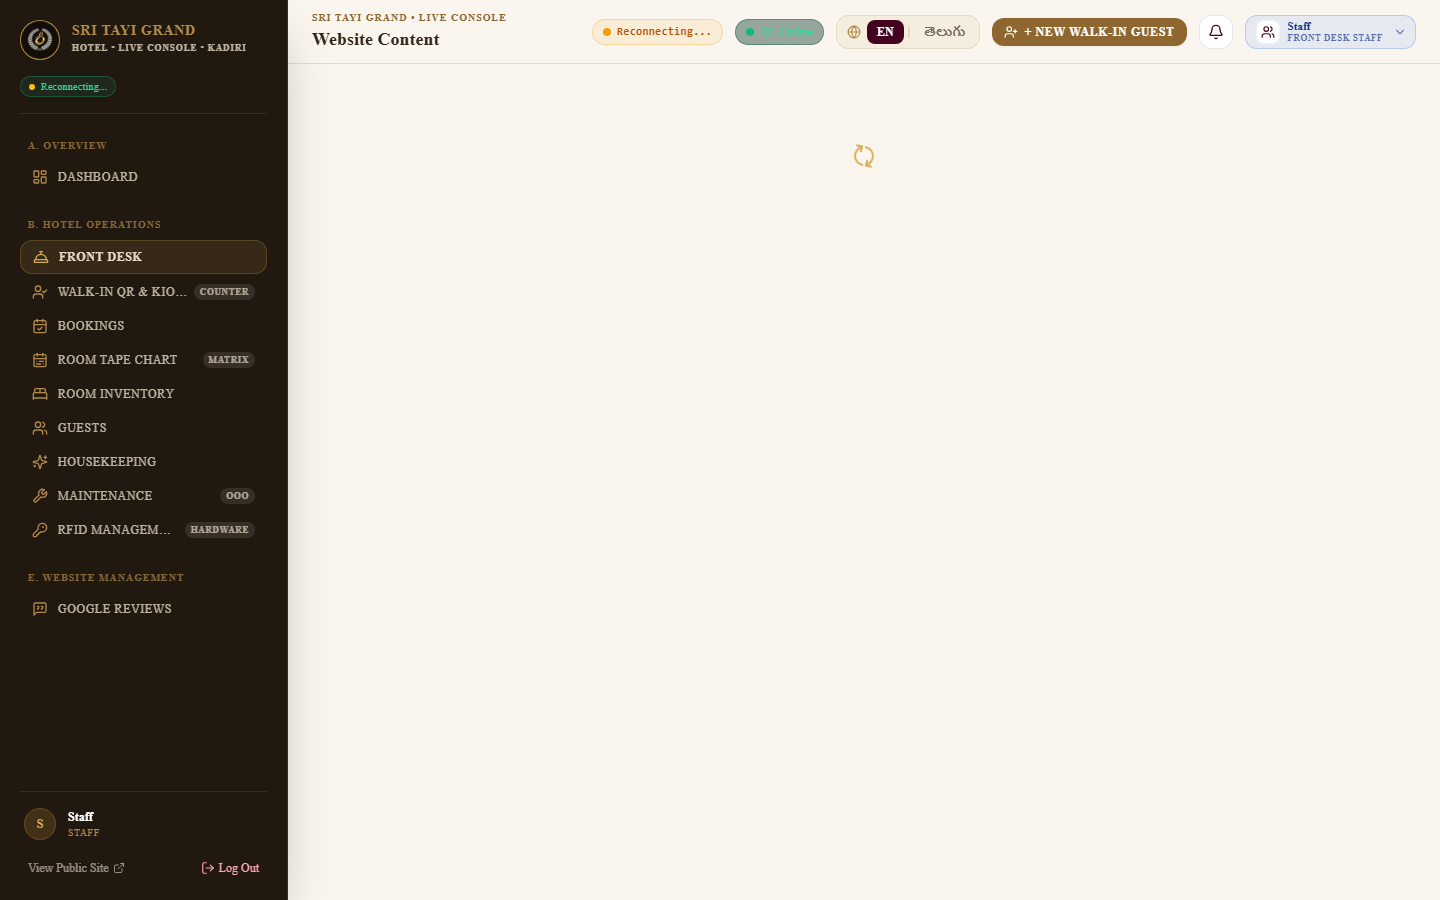 SRI TAYI GRAND
HOTEL • LIVE CONSOLE • KADIRI
Reconnecting...
A. OVERVIEW
DASHBOARD
B. HOTEL OPERATIONS
FRONT DESK
WALK-IN QR & KIO... COUNTER
BOOKINGS
ROOM TAPE CHART MATRIX
ROOM INVENTORY
GUESTS
HOUSEKEEPING
MAINTENANCE OOO
RFID MANAGEM... HARDWARE
E. WEBSITE MANAGEMENT
GOOGLE REVIEWS
S
Staff
STAFF
View Public Site
Log Out
SRI TAYI GRAND • LIVE CONSOLE
Website Content
Reconnecting...
EN తెలుగు
+ NEW WALK-IN GUEST
Staff
FRONT DESK STAFF